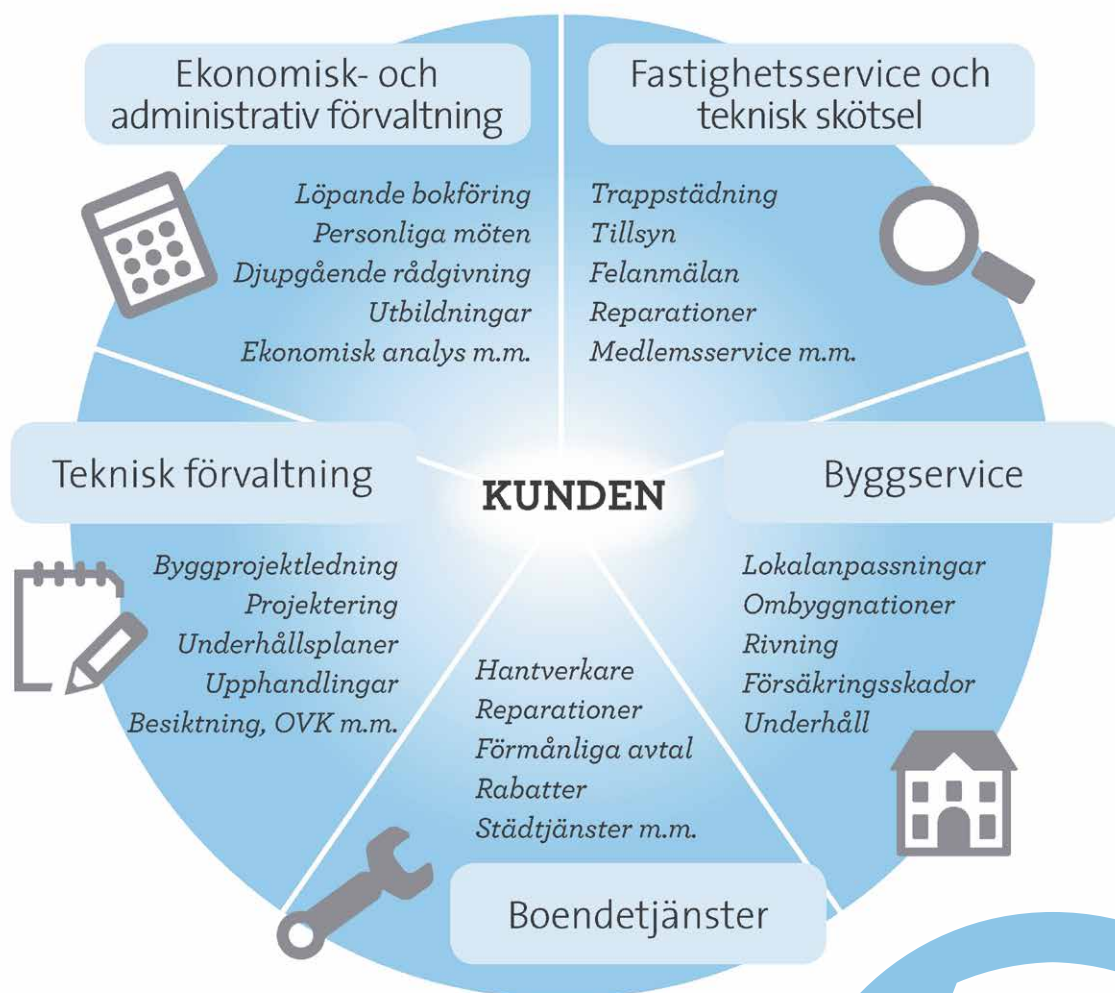 Ekonomisk- och
administrativ förvaltning
Löpande bokföring
Personliga möten
Djupgående rådgivning
Utbildningar
Ekonomisk analys m.m.
Fastighetsservice och
teknisk skötsel
Trappstädning
Tillsyn
Felanmälan
Reparationer
Medlemsservice m.m.
Teknisk förvaltning
Byggprojektledning
Projektering
Underhållsplaner
Upphandlingar
Besiktning, OVK m.m.
KUNDEN
Byggservice
Lokalanpassningar
Ombyggnationer
Rivning
Försäkringsskador
Underhåll
Hantverkare
Reparationer
Förmånliga avtal
Rabatter
Städtjänster m.m.
Boendetjänster